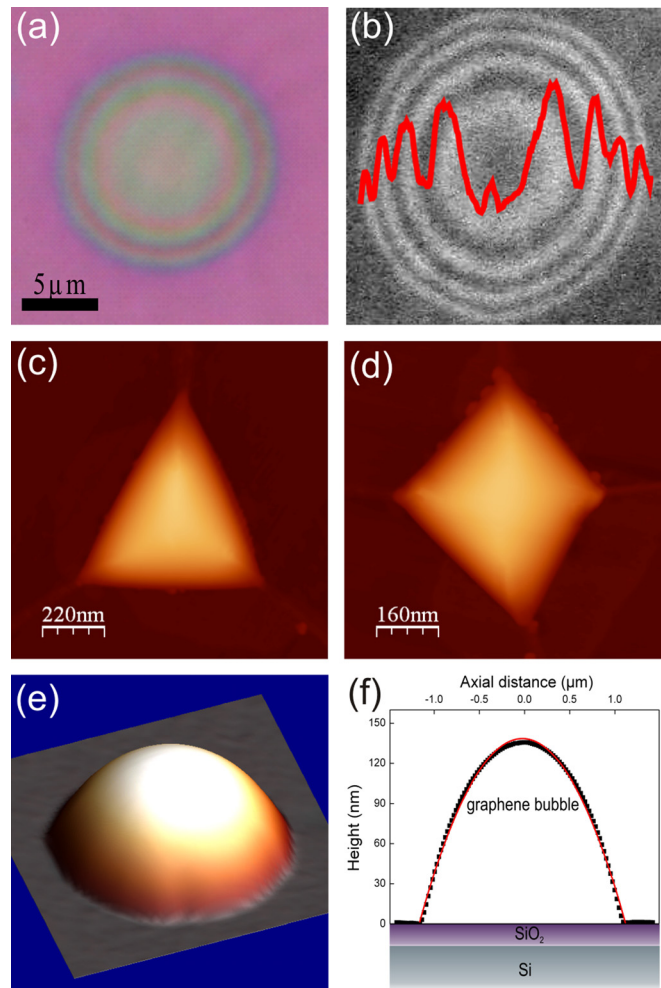 (a)
5μm
(b)
(c)
220nm
(d)
160nm
(e)
(f)
Axial distance (μm)
-1.0 -0.5 0.0 0.5 1.0
150
120
90
60
30
0
Height (nm)
graphene bubble
SiO₂
Si